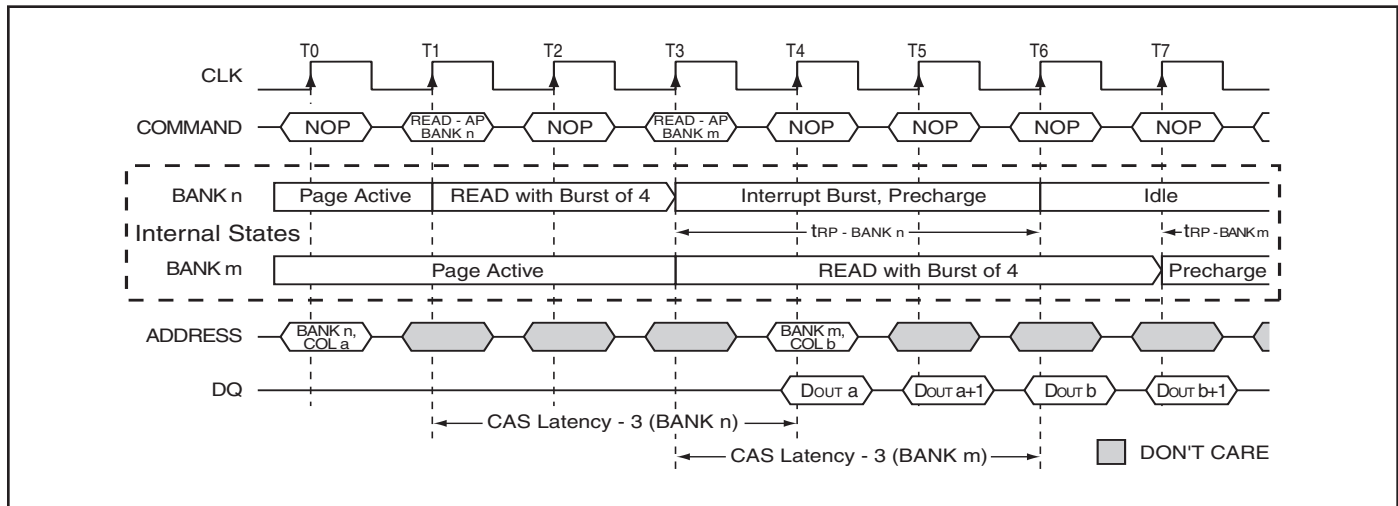 T0 T1 T2 T3 T4 T5 T6 T7
CLK
COMMAND NOP READ - AP BANK n NOP READ - AP BANK m NOP NOP NOP NOP
BANK n Page Active READ with Burst of 4 Interrupt Burst, Precharge Idle
Internal States tRP - BANK n tRP - BANK m
BANK m Page Active READ with Burst of 4 Precharge
ADDRESS BANK n, COL a BANK m, COL b
DQ DOUT a DOUT a+1 DOUT b DOUT b+1
CAS Latency - 3 (BANK n)
CAS Latency - 3 (BANK m) DON'T CARE